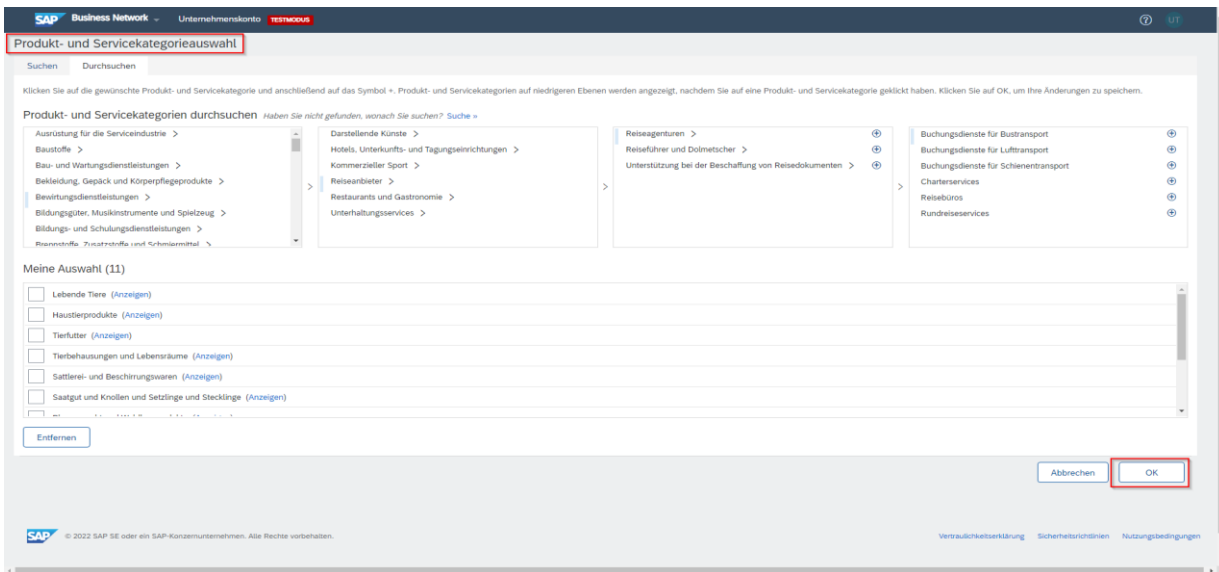 SAP Business Network Unternehmenskonto TESTMODUS UT
Produkt- und Servicekategorieauswahl
Suchen Durchsuchen
Klicken Sie auf die gewünschte Produkt- und Servicekategorie und anschließend auf das Symbol +. Produkt- und Servicekategorien auf niedrigeren Ebenen werden angezeigt, nachdem Sie auf eine Produkt- und Servicekategorie geklickt haben. Klicken Sie auf OK, um Ihre Änderungen zu speichern.
Produkt- und Servicekategorien durchsuchen Haben Sie nicht gefunden, wonach Sie suchen? Suche »
Ausrüstung für die Serviceindustrie >
Baustoffe >
Bau- und Wartungsdienstleistungen >
Bekleidung, Gepäck und Körperpflegeprodukte >
Bewirtungsdienstleistungen >
Bildungsgüter, Musikinstrumente und Spielzeug >
Bildungs- und Schulungsdienstleistungen >
Brennstoffe, Zusatzstoffe und Schmiermittel >
Darstellende Künste >
Hotels, Unterkunfts- und Tagungseinrichtungen >
Kommerzieller Sport >
Reiseanbieter >
Restaurants und Gastronomie >
Unterhaltungsservices >
Reiseagenturen >
Reiseführer und Dolmetscher >
Unterstützung bei der Beschaffung von Reisedokumenten >
Buchungsdienste für Bustransport
Buchungsdienste für Lufttransport
Buchungsdienste für Schienentransport
Charterservices
Reisebüros
Rundreiseservices
Meine Auswahl (11)
Lebende Tiere (Anzeigen)
Haustierprodukte (Anzeigen)
Tierfutter (Anzeigen)
Tierbehausungen und Lebensräume (Anzeigen)
Sattlerei- und Beschirrungswaren (Anzeigen)
Saatgut und Knollen und Setzlinge und Stecklinge (Anzeigen)
Entfernen
Abbrechen OK
SAP © 2022 SAP SE oder ein SAP-Konzernunternehmen. Alle Rechte vorbehalten. Vertraulichkeitserklärung Sicherheitsrichtlinien Nutzungsbedingungen